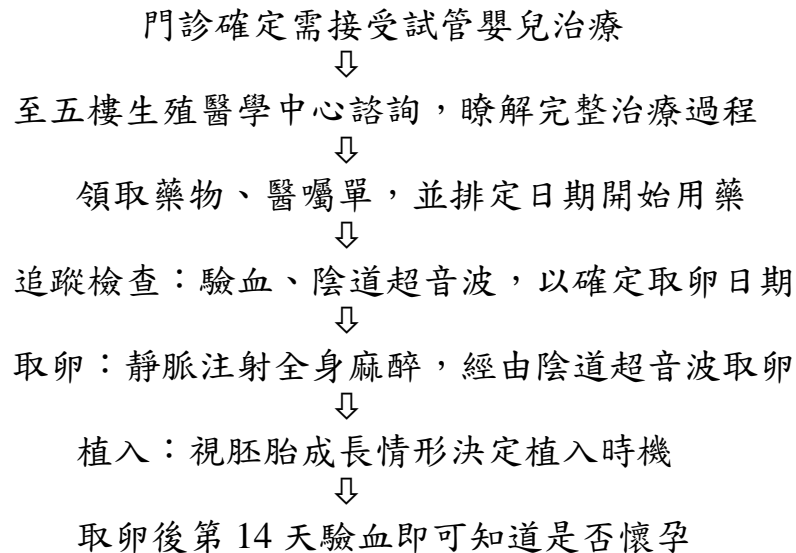 門診確定需接受試管嬰兒治療
⇩
至五樓生殖醫學中心諮詢，瞭解完整治療過程
⇩
領取藥物、醫囑單，並排定日期開始用藥
⇩
追蹤檢查：驗血、陰道超音波，以確定取卵日期
⇩
取卵：靜脈注射全身麻醉，經由陰道超音波取卵
⇩
植入：視胚胎成長情形決定植入時機
⇩
取卵後第 14 天驗血即可知道是否懷孕